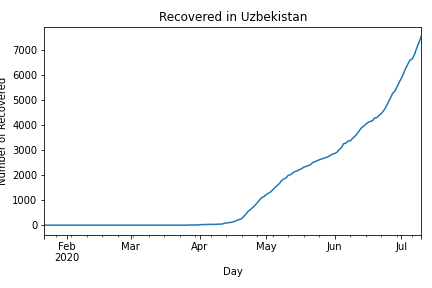 Recovered in Uzbekistan
Number of Recovered
7000
6000
5000
4000
3000
2000
1000
0
Feb
Mar
Apr
May
Jun
Jul
2020
Day